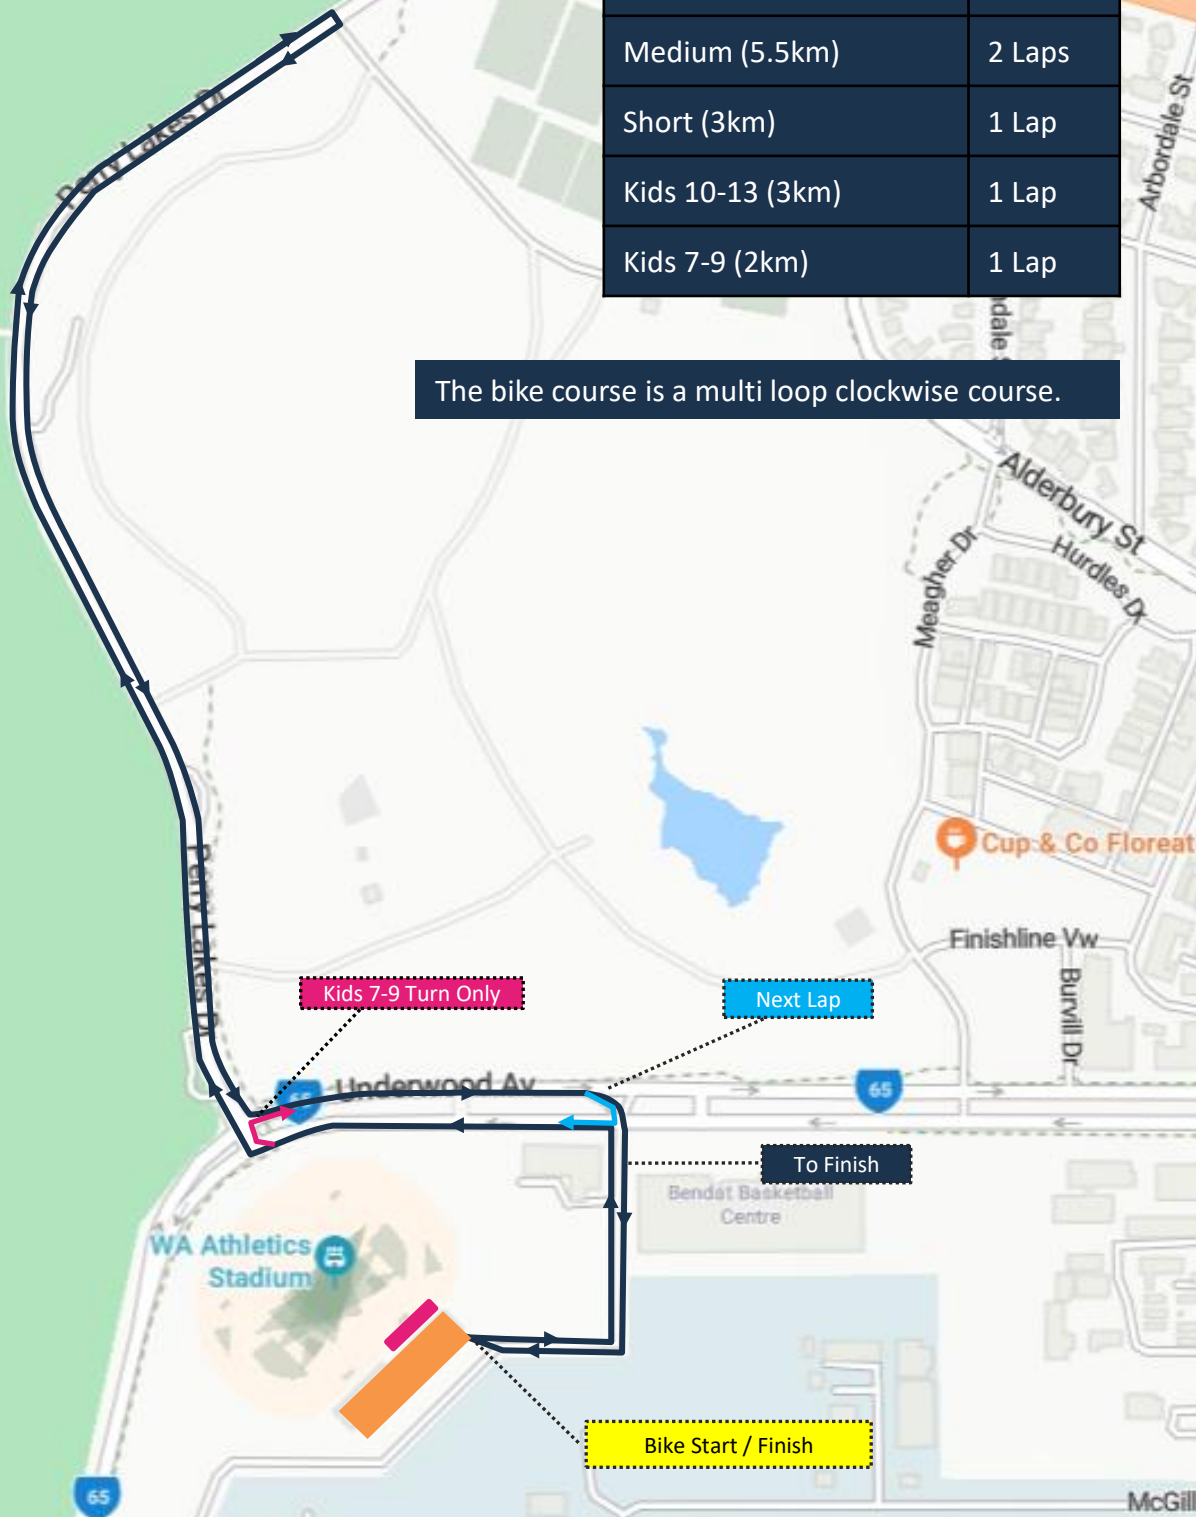 Medium (5.5km) 2 Laps
Short (3km) 1 Lap
Kids 10-13 (3km) 1 Lap
Kids 7-9 (2km) 1 Lap
Perry Lakes Dr
Arbordale St
The bike course is a multi loop clockwise course.
Alderbury St
Hurdles Dr
Meagher Dr
Cup & Co Floreat
Perry Lakes Dr
Finishline Vw
Burvill Dr
Kids 7-9 Turn Only
Next Lap
Underwood Av
65
To Finish
Bendat Basketball
Centre
WA Athletics
Stadium
Bike Start / Finish
65
McGill